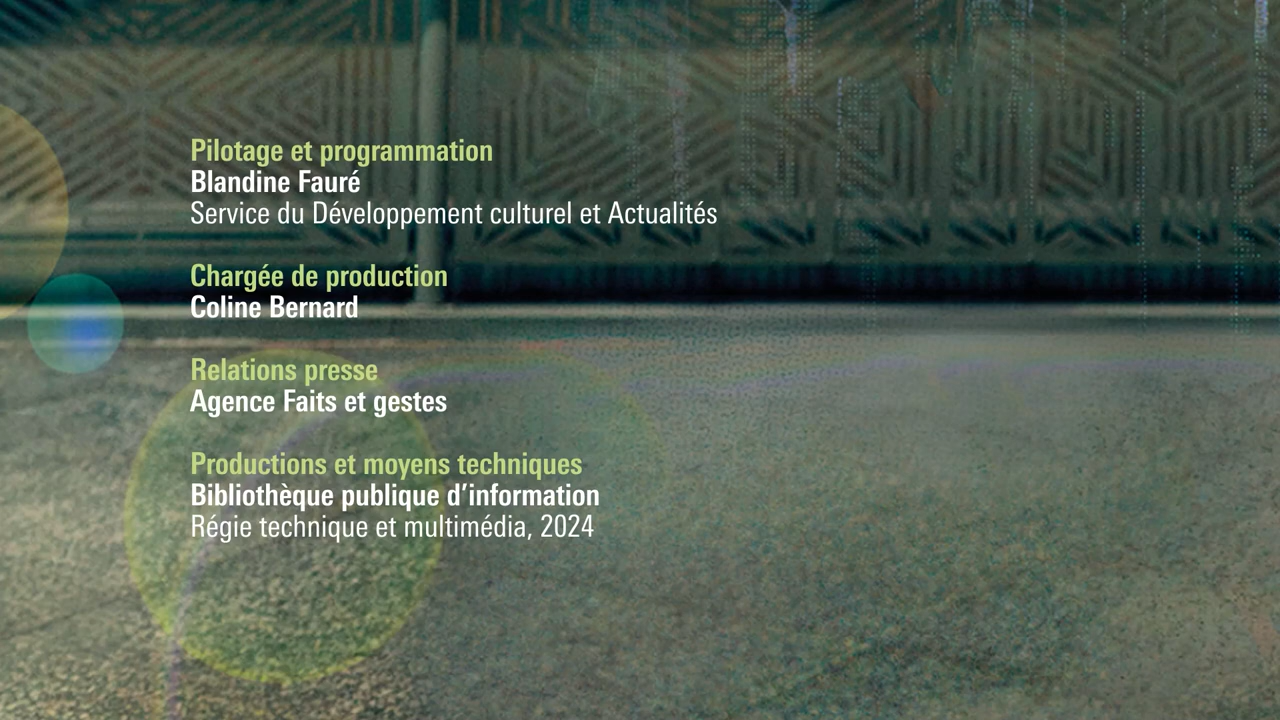 Pilotage et programmation
Blandine Fauré
Service du Développement culturel et Actualités
Chargée de production
Coline Bernard
Relations presse
Agence Faits et gestes
Productions et moyens techniques
Bibliothèque publique d’information
Régie technique et multimédia, 2024